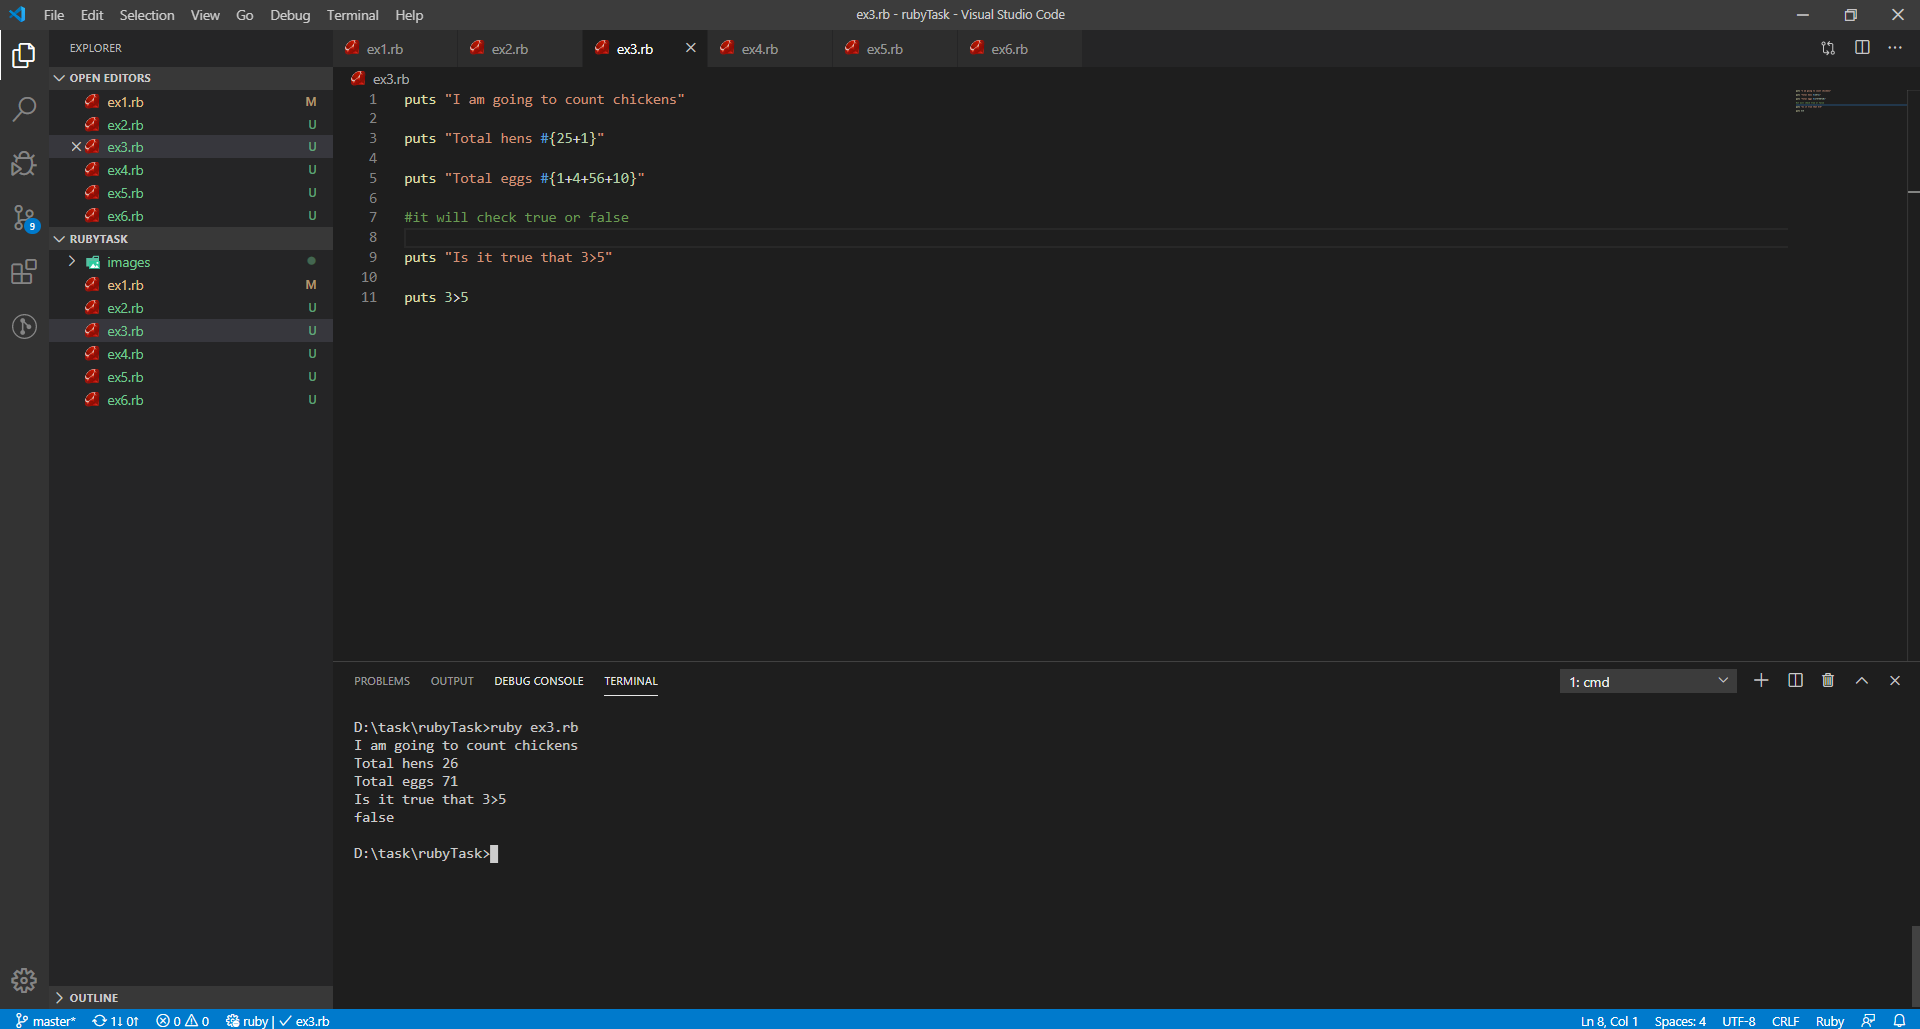 File Edit Selection View Go Debug Terminal Help
ex3.rb - rubyTask - Visual Studio Code
EXPLORER
OPEN EDITORS
ex1.rb M
ex2.rb U
ex3.rb U
ex4.rb U
ex5.rb U
ex6.rb U
RUBYTASK
images
ex1.rb M
ex2.rb U
ex3.rb U
ex4.rb U
ex5.rb U
ex6.rb U
OUTLINE
9
ex1.rb ex2.rb ex3.rb ex4.rb ex5.rb ex6.rb
ex3.rb
1 puts "I am going to count chickens"
2
3 puts "Total hens #{25+1}"
4
5 puts "Total eggs #{1+4+56+10}"
6
7 #it will check true or false
8
9 puts "Is it true that 3>5"
10
11 puts 3>5
PROBLEMS OUTPUT DEBUG CONSOLE TERMINAL
1: cmd
D:\task\rubyTask>ruby ex3.rb
I am going to count chickens
Total hens 26
Total eggs 71
Is it true that 3>5
false
D:\task\rubyTask>
master* 1↓ 0↑ 0 0 ruby | ✓ ex3.rb
Ln 8, Col 1 Spaces: 4 UTF-8 CRLF Ruby